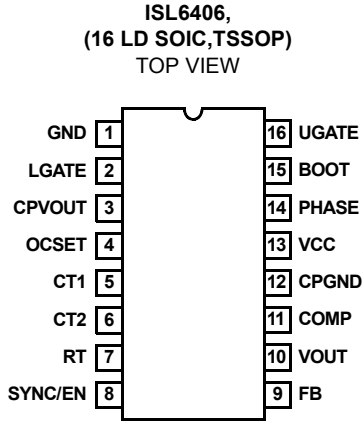 ISL6406,
(16 LD SOIC,TSSOP)
TOP VIEW
GND 1 16 UGATE
LGATE 2 15 BOOT
CPVOUT 3 14 PHASE
OCSET 4 13 VCC
CT1 5 12 CPGND
CT2 6 11 COMP
RT 7 10 VOUT
SYNC/EN 8 9 FB